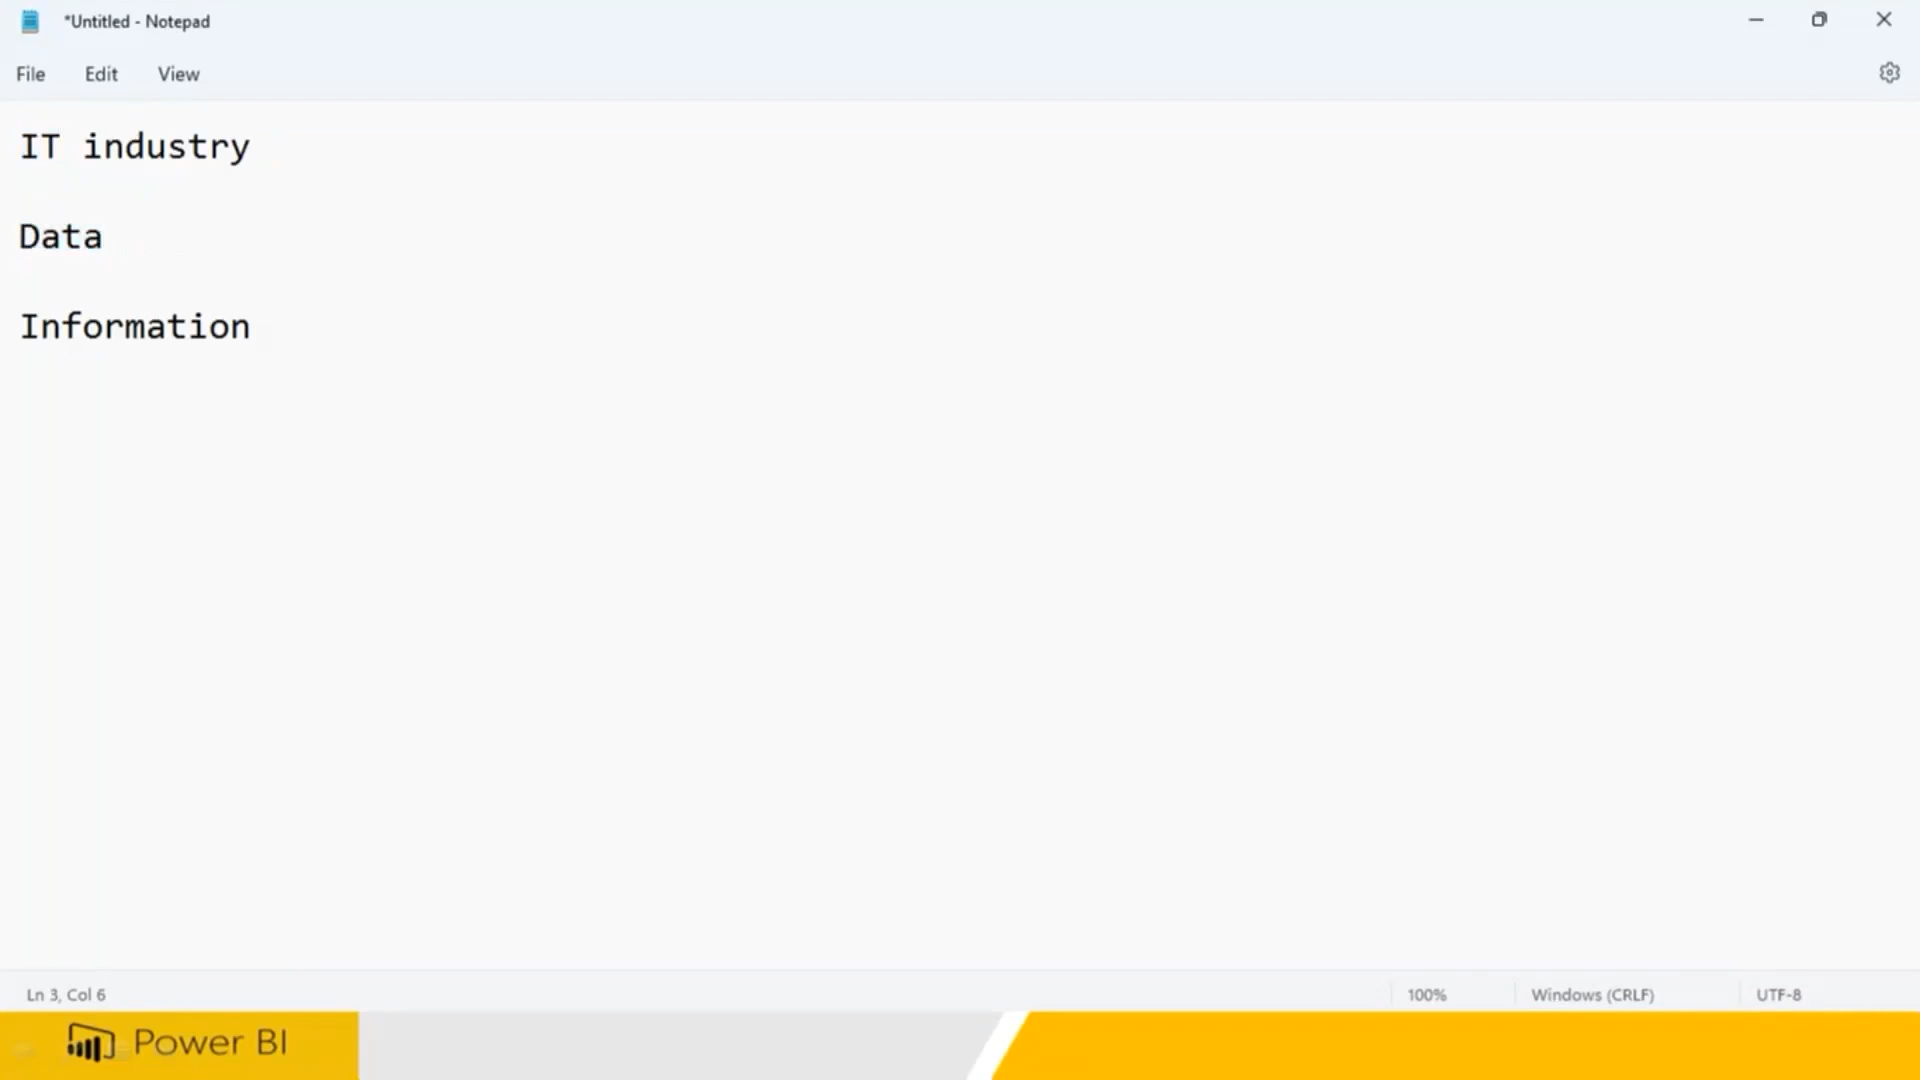 *Untitled - Notepad
File Edit View
IT industry
Data
Information
Ln 3, Col 6 100% Windows (CRLF) UTF-8
Power BI